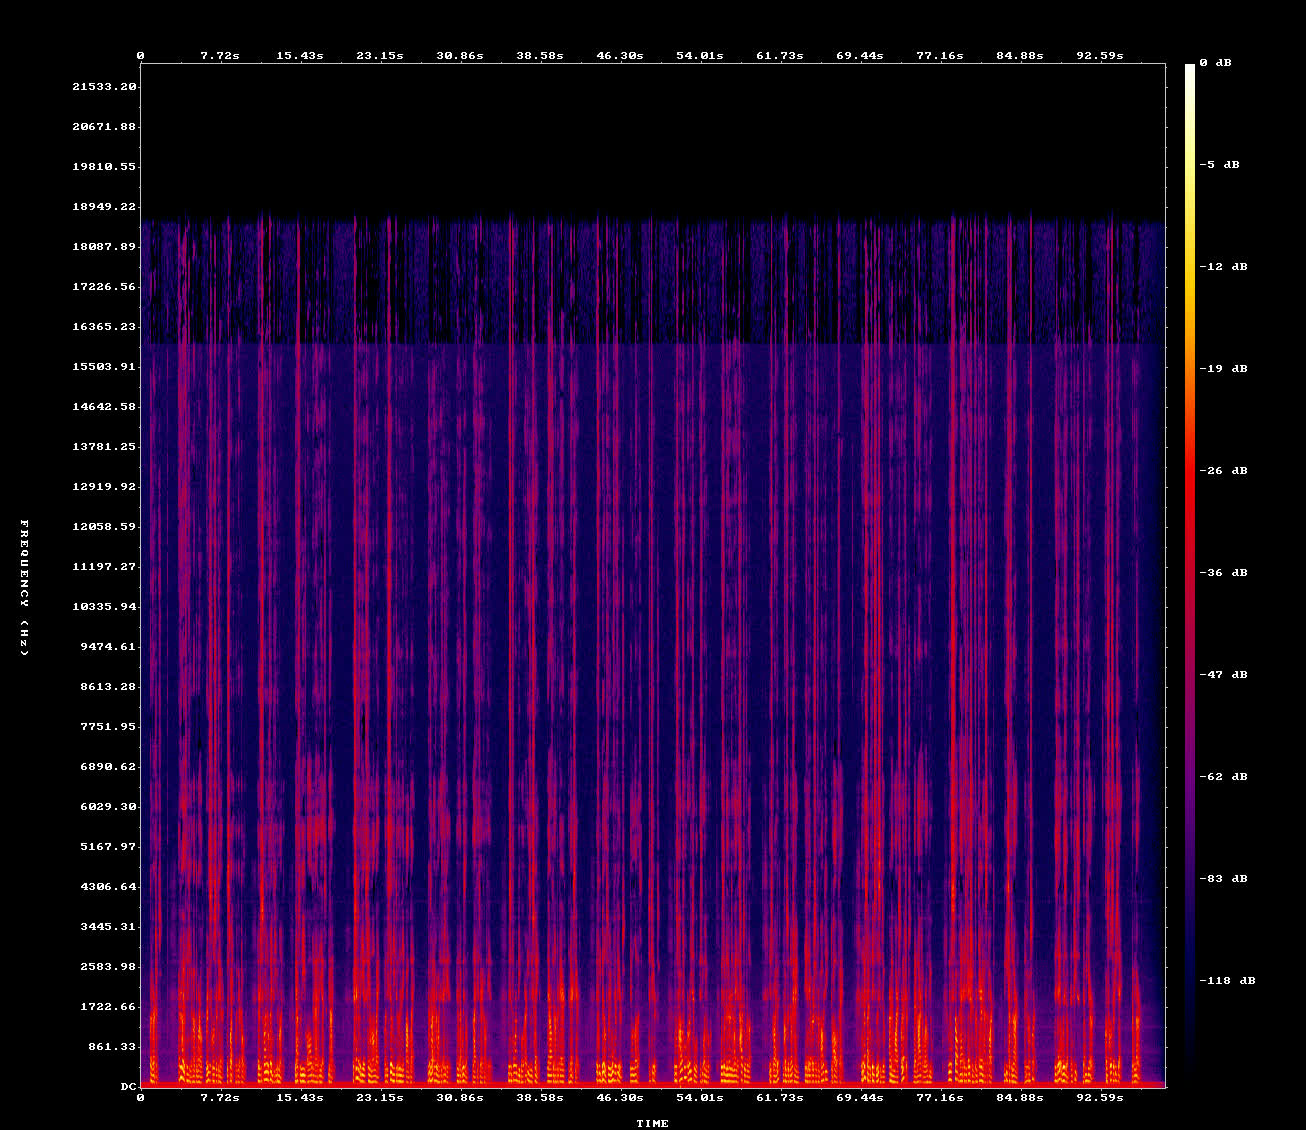 0 7.72s 15.43s 23.15s 30.86s 38.58s 46.30s 54.01s 61.73s 69.44s 77.16s 84.88s 92.59s
0 dB
21533.20
20671.88
19810.55
-5 dB
18949.22
18087.89
-12 dB
17226.56
16365.23
15503.91
-19 dB
14642.58
13781.25
-26 dB
12919.92
12058.59
11197.27
-36 dB
10335.94
9474.61
-47 dB
8613.28
7751.95
6890.62
-62 dB
6029.30
5167.97
4306.64
-83 dB
3445.31
2583.98
-118 dB
1722.66
861.33
DC
FREQUENCY (Hz)
0 7.72s 15.43s 23.15s 30.86s 38.58s 46.30s 54.01s 61.73s 69.44s 77.16s 84.88s 92.59s
TIME